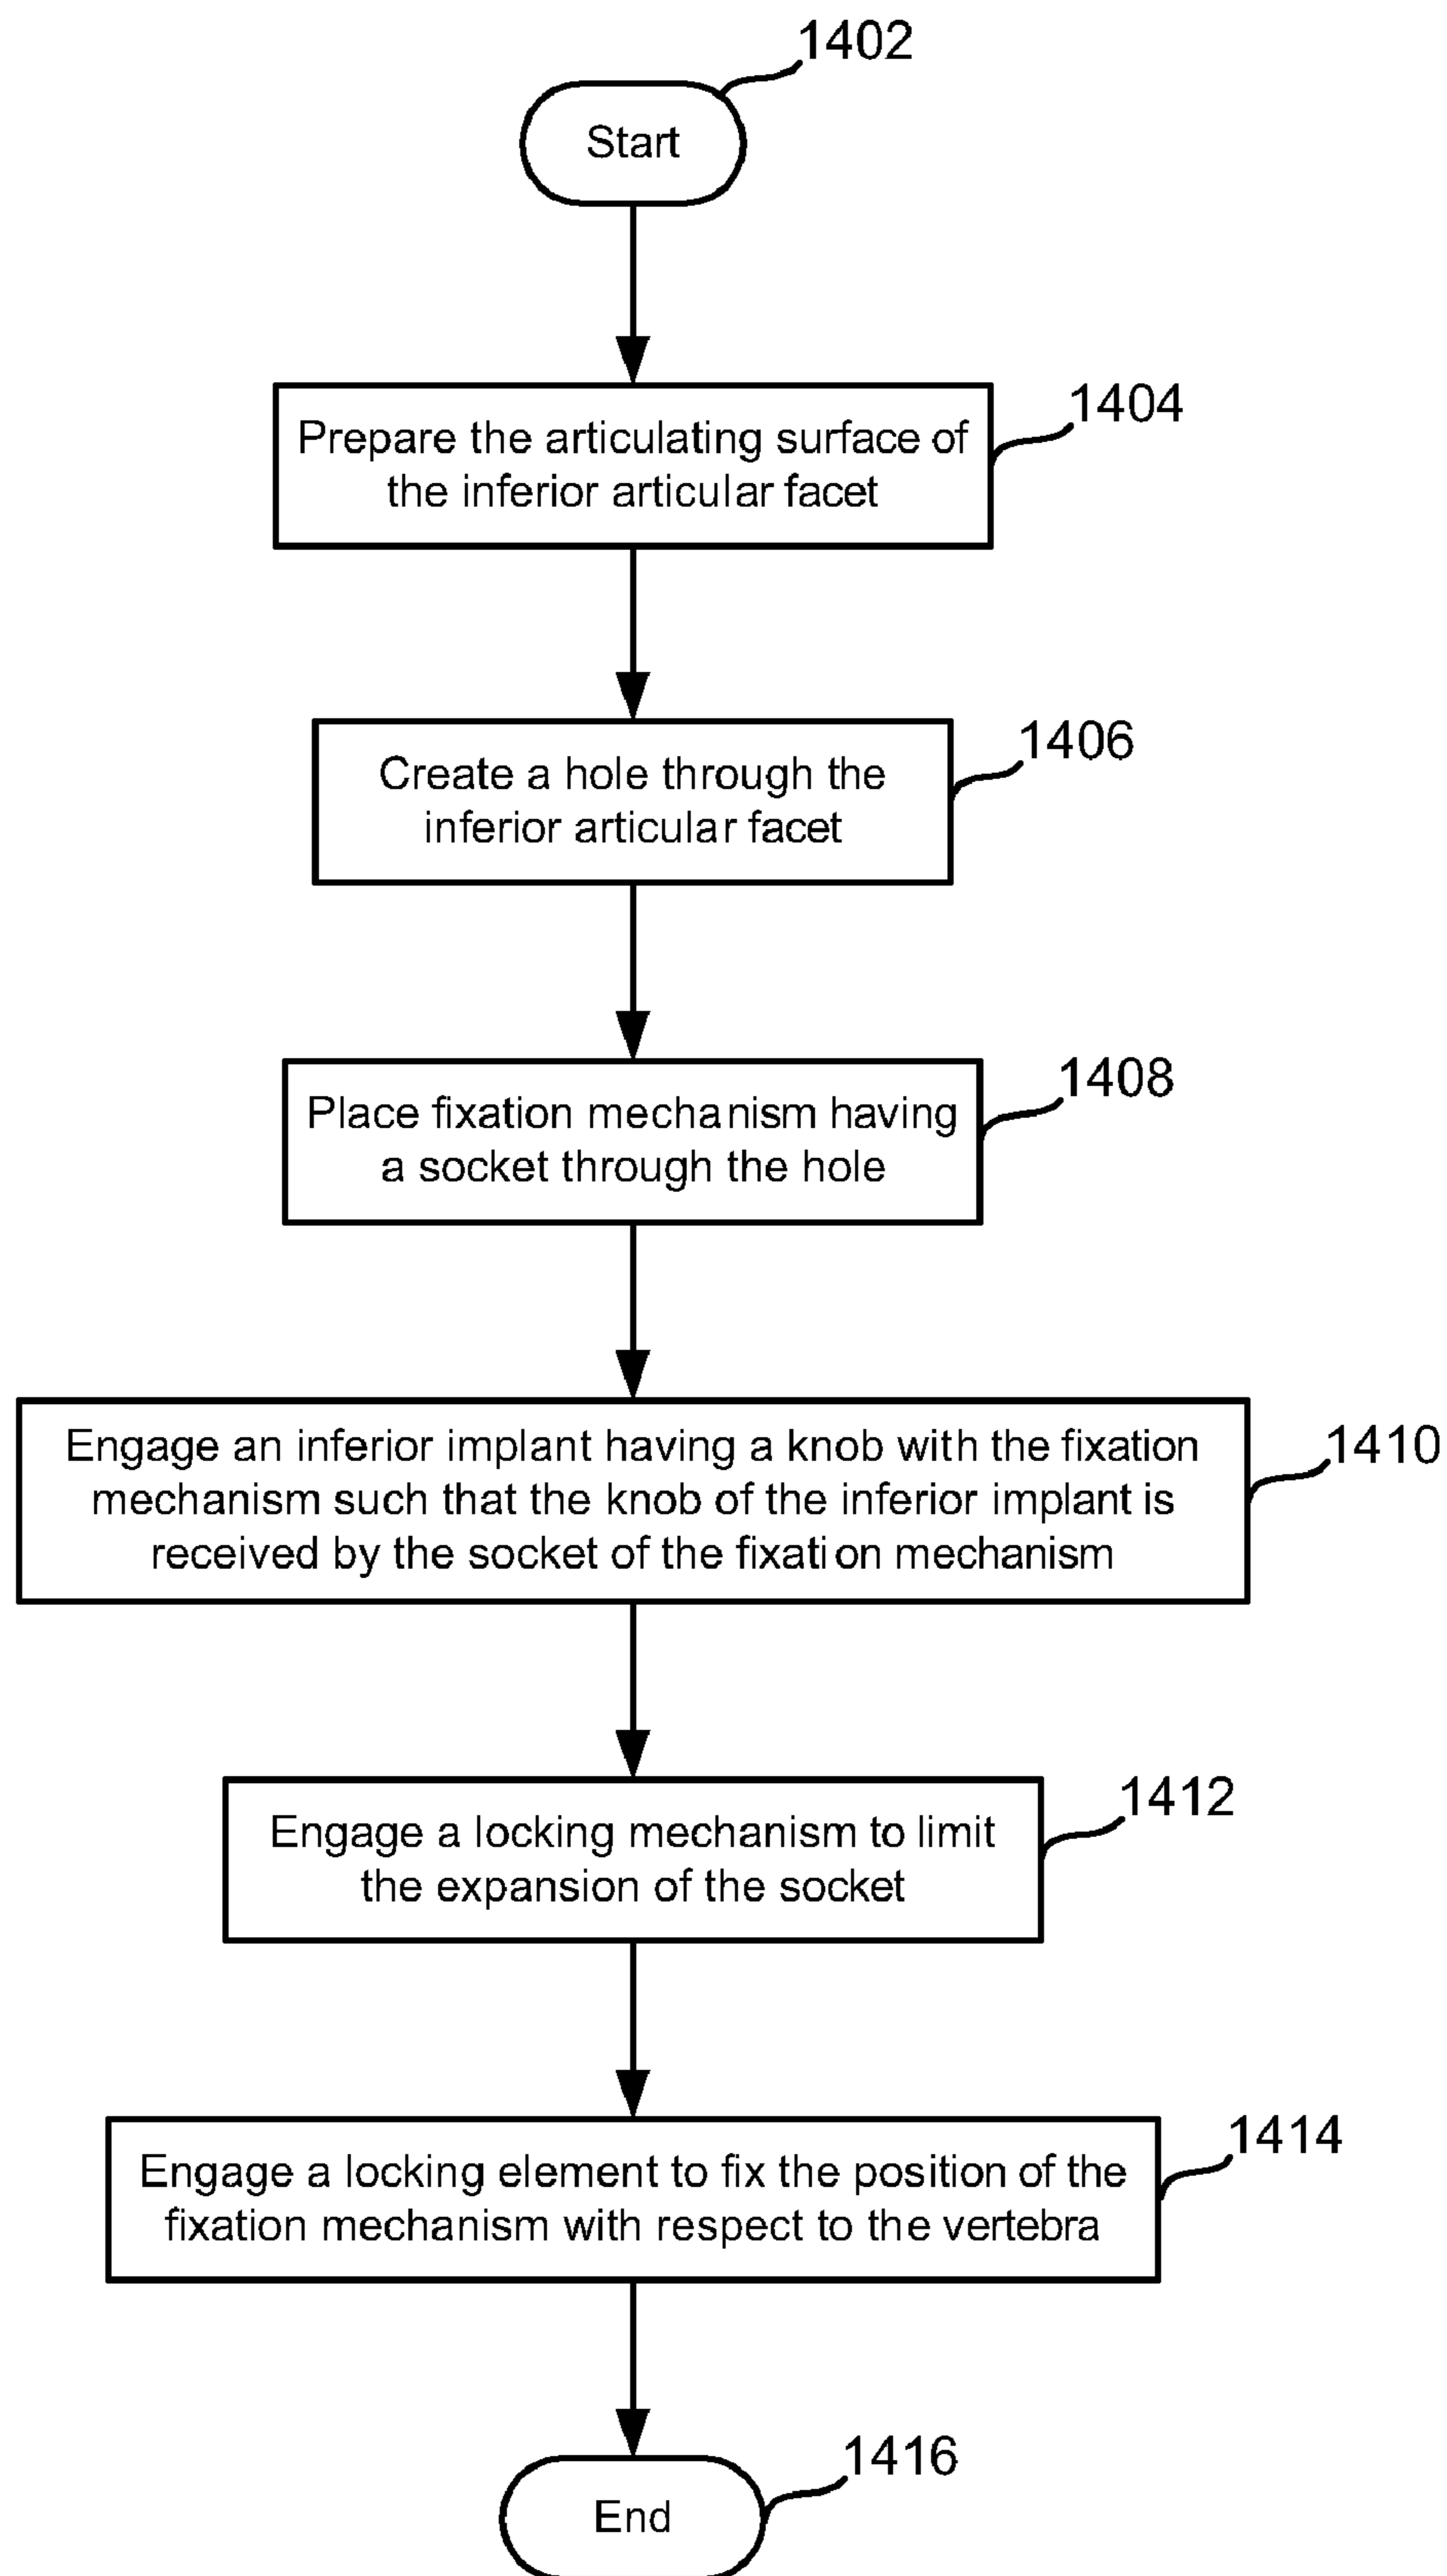 1402
Start
1404
Prepare the articulating surface of
the inferior articular facet
1406
Create a hole through the
inferior articular facet
1408
Place fixation mechanism having
a socket through the hole
1410
Engage an inferior implant having a knob with the fixation
mechanism such that the knob of the inferior implant is
received by the socket of the fixation mechanism
1412
Engage a locking mechanism to limit
the expansion of the socket
1414
Engage a locking element to fix the position of the
fixation mechanism with respect to the vertebra
1416
End